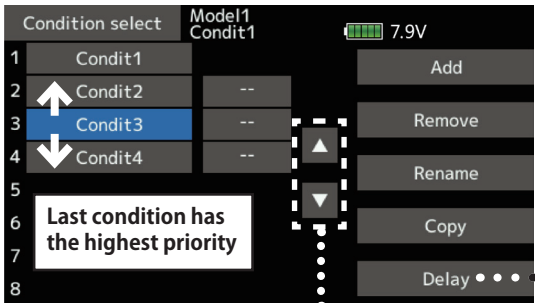 Condition select
Model1
Condit1
7.9V
1 Condit1
Add
2 Condit2 --
3 Condit3 --
Remove
4 Condit4 --
▲
Rename
5
▼
6
Last condition has
the highest priority
Copy
7
Delay
8